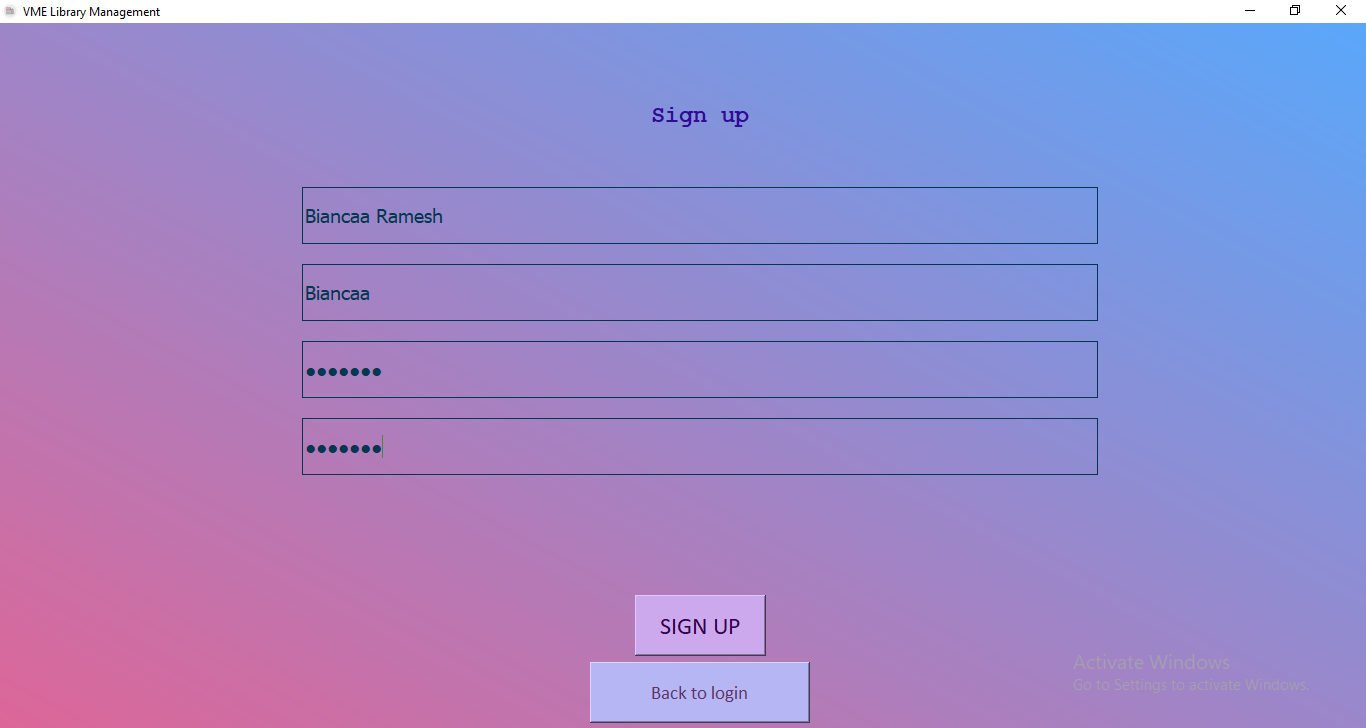 VME Library Management
Sign up
Biancaa Ramesh
Biancaa
•••••••
•••••••
SIGN UP
Back to login
Activate Windows
Go to Settings to activate Windows.